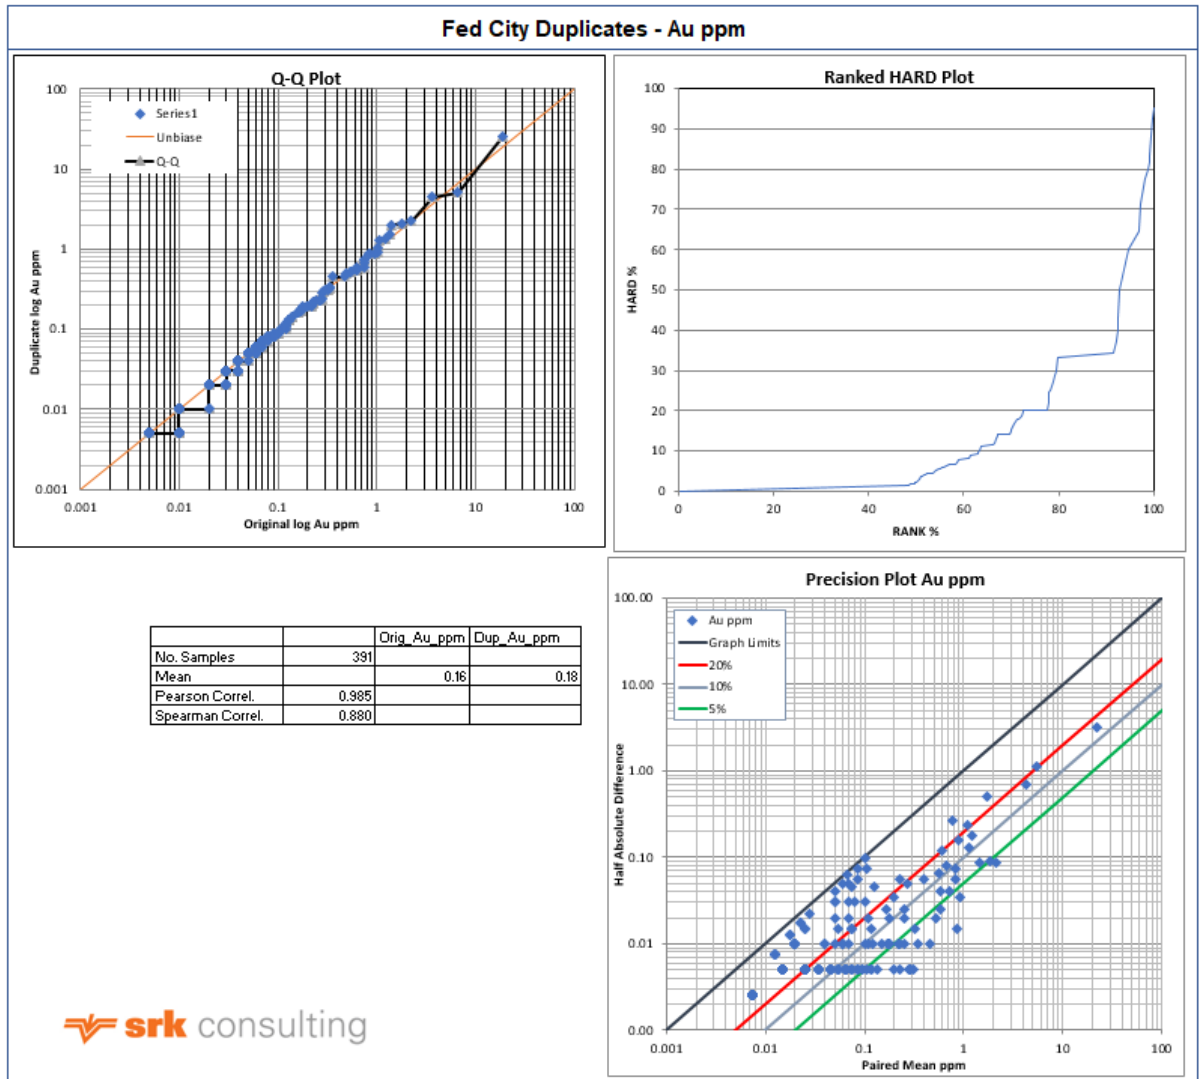 Fed City Duplicates - Au ppm
Q-Q Plot
Series1
Unbiase
Q-Q
100
10
1
0.1
0.01
0.001
Duplicate log Au ppm
0.001 0.01 0.1 1 10 100
Original log Au ppm
Ranked HARD Plot
100
90
80
70
60
50
40
30
20
10
0
HARD %
0 20 40 60 80 100
RANK %
Orig_Au_ppm Dup_Au_ppm
No. Samples 391
Mean 0.16 0.18
Pearson Correl. 0.985
Spearman Correl. 0.880
Precision Plot Au ppm
Au ppm
Graph Limits
20%
10%
5%
100.00
10.00
1.00
0.10
0.01
0.00
Half Absolute Difference
0.001 0.01 0.1 1 10 100
Paired Mean ppm
srk consulting